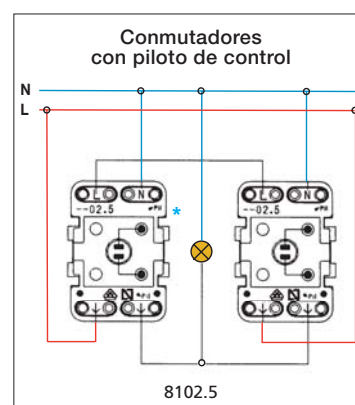 Conmutadores
con piloto de control
N
L
L N L N
--02.5 --02.5
*
8102.5